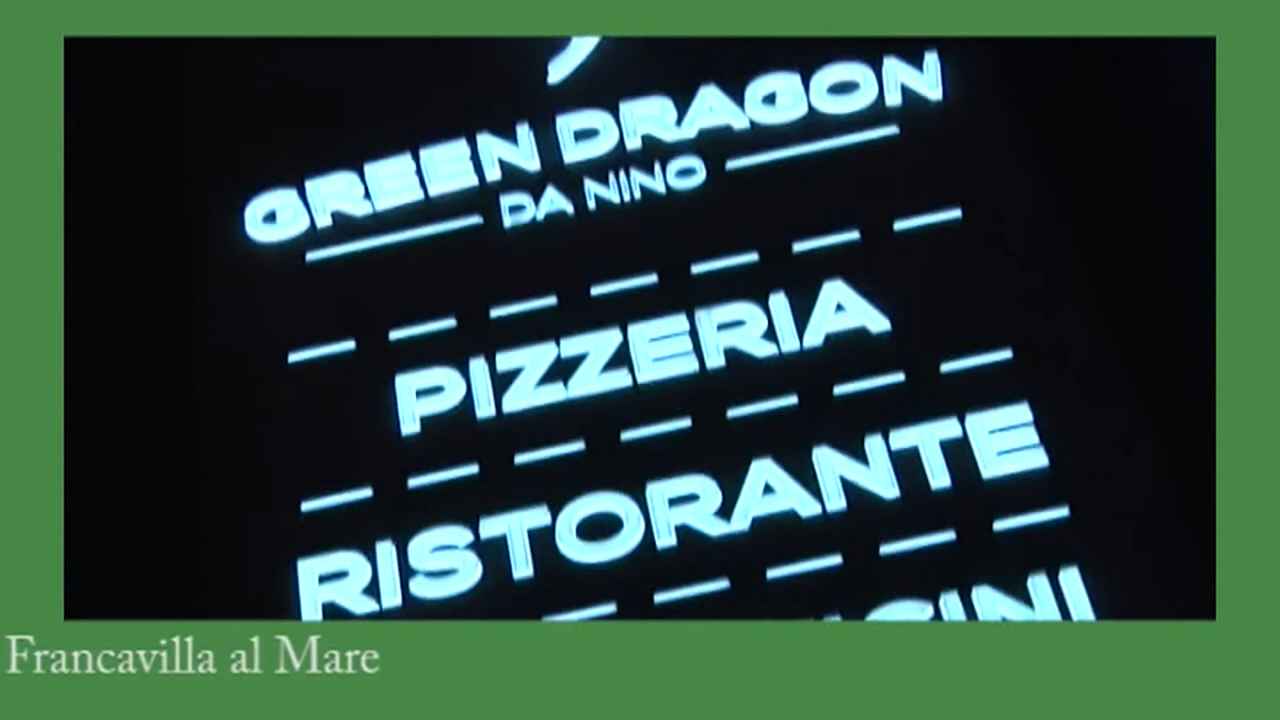 GREEN DRAGON
DA NINO
PIZZERIA
RISTORANTE
Francavilla al Mare